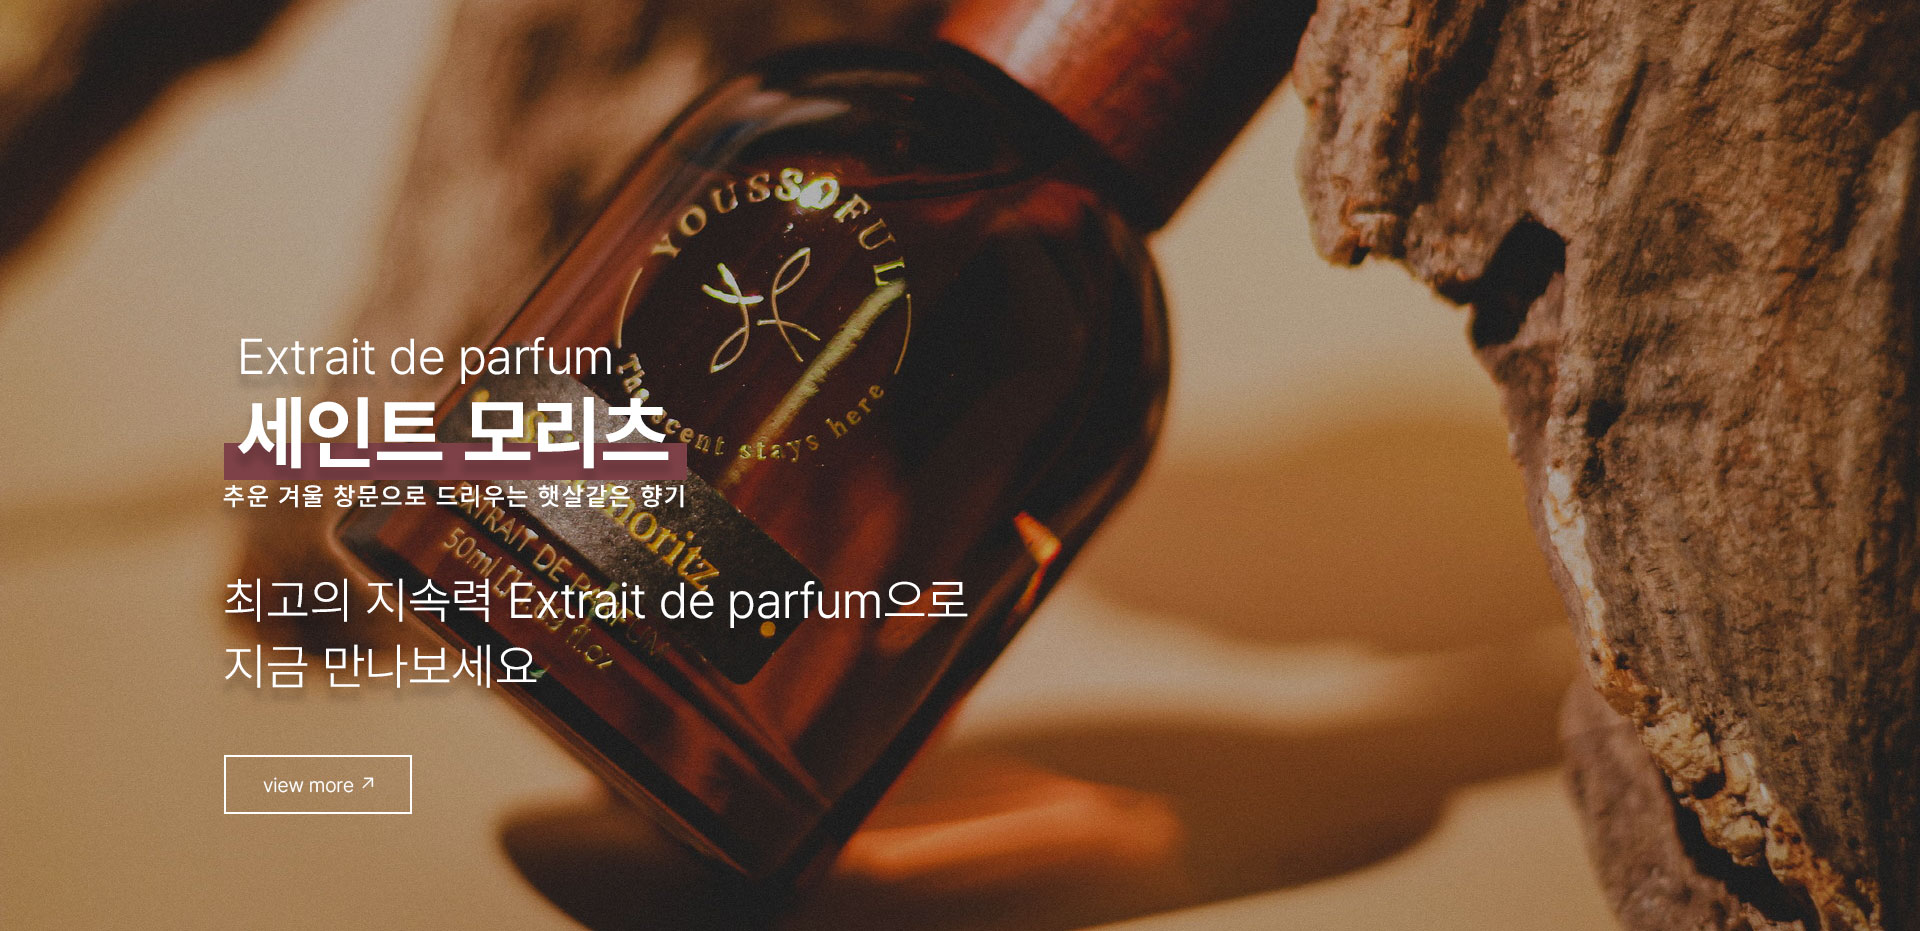 YOUSSOFUL
The scent stays here
Extrait de parfum
세인트 모리츠
추운 겨울 창문으로 드리우는 햇살같은 향기
moritz
EXTRAIT DE PARFUM
50ml fl.oz
최고의 지속력 Extrait de parfum으로
지금 만나보세요
view more ↗